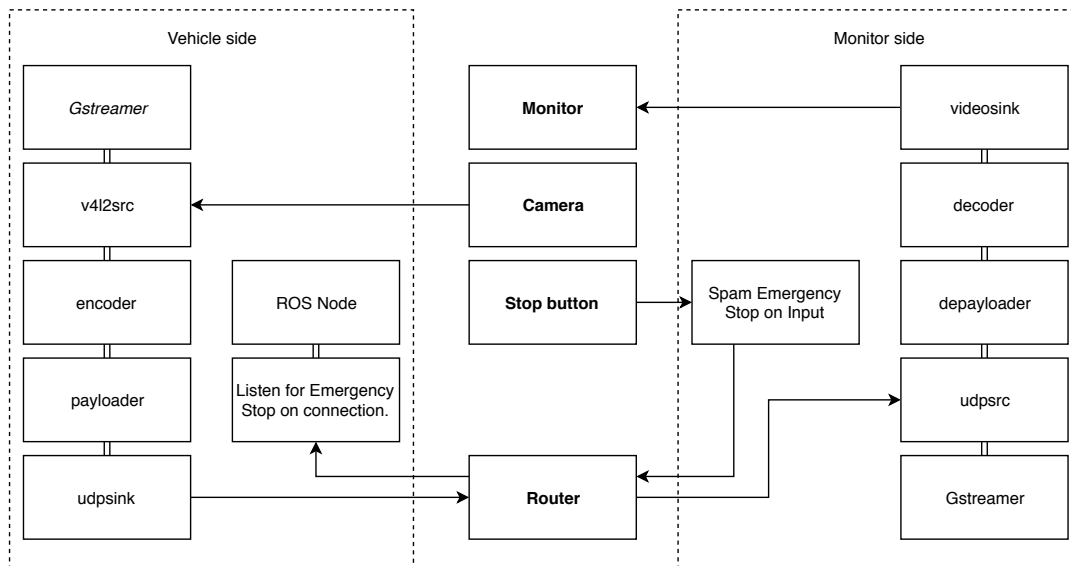 Vehicle side
Monitor side
Gstreamer
Monitor
videosink
v4l2src
Camera
decoder
encoder
ROS Node
Stop button
Spam Emergency
Stop on Input
depayloader
payloader
Listen for Emergency
Stop on connection.
udpsrc
udpsink
Router
Gstreamer